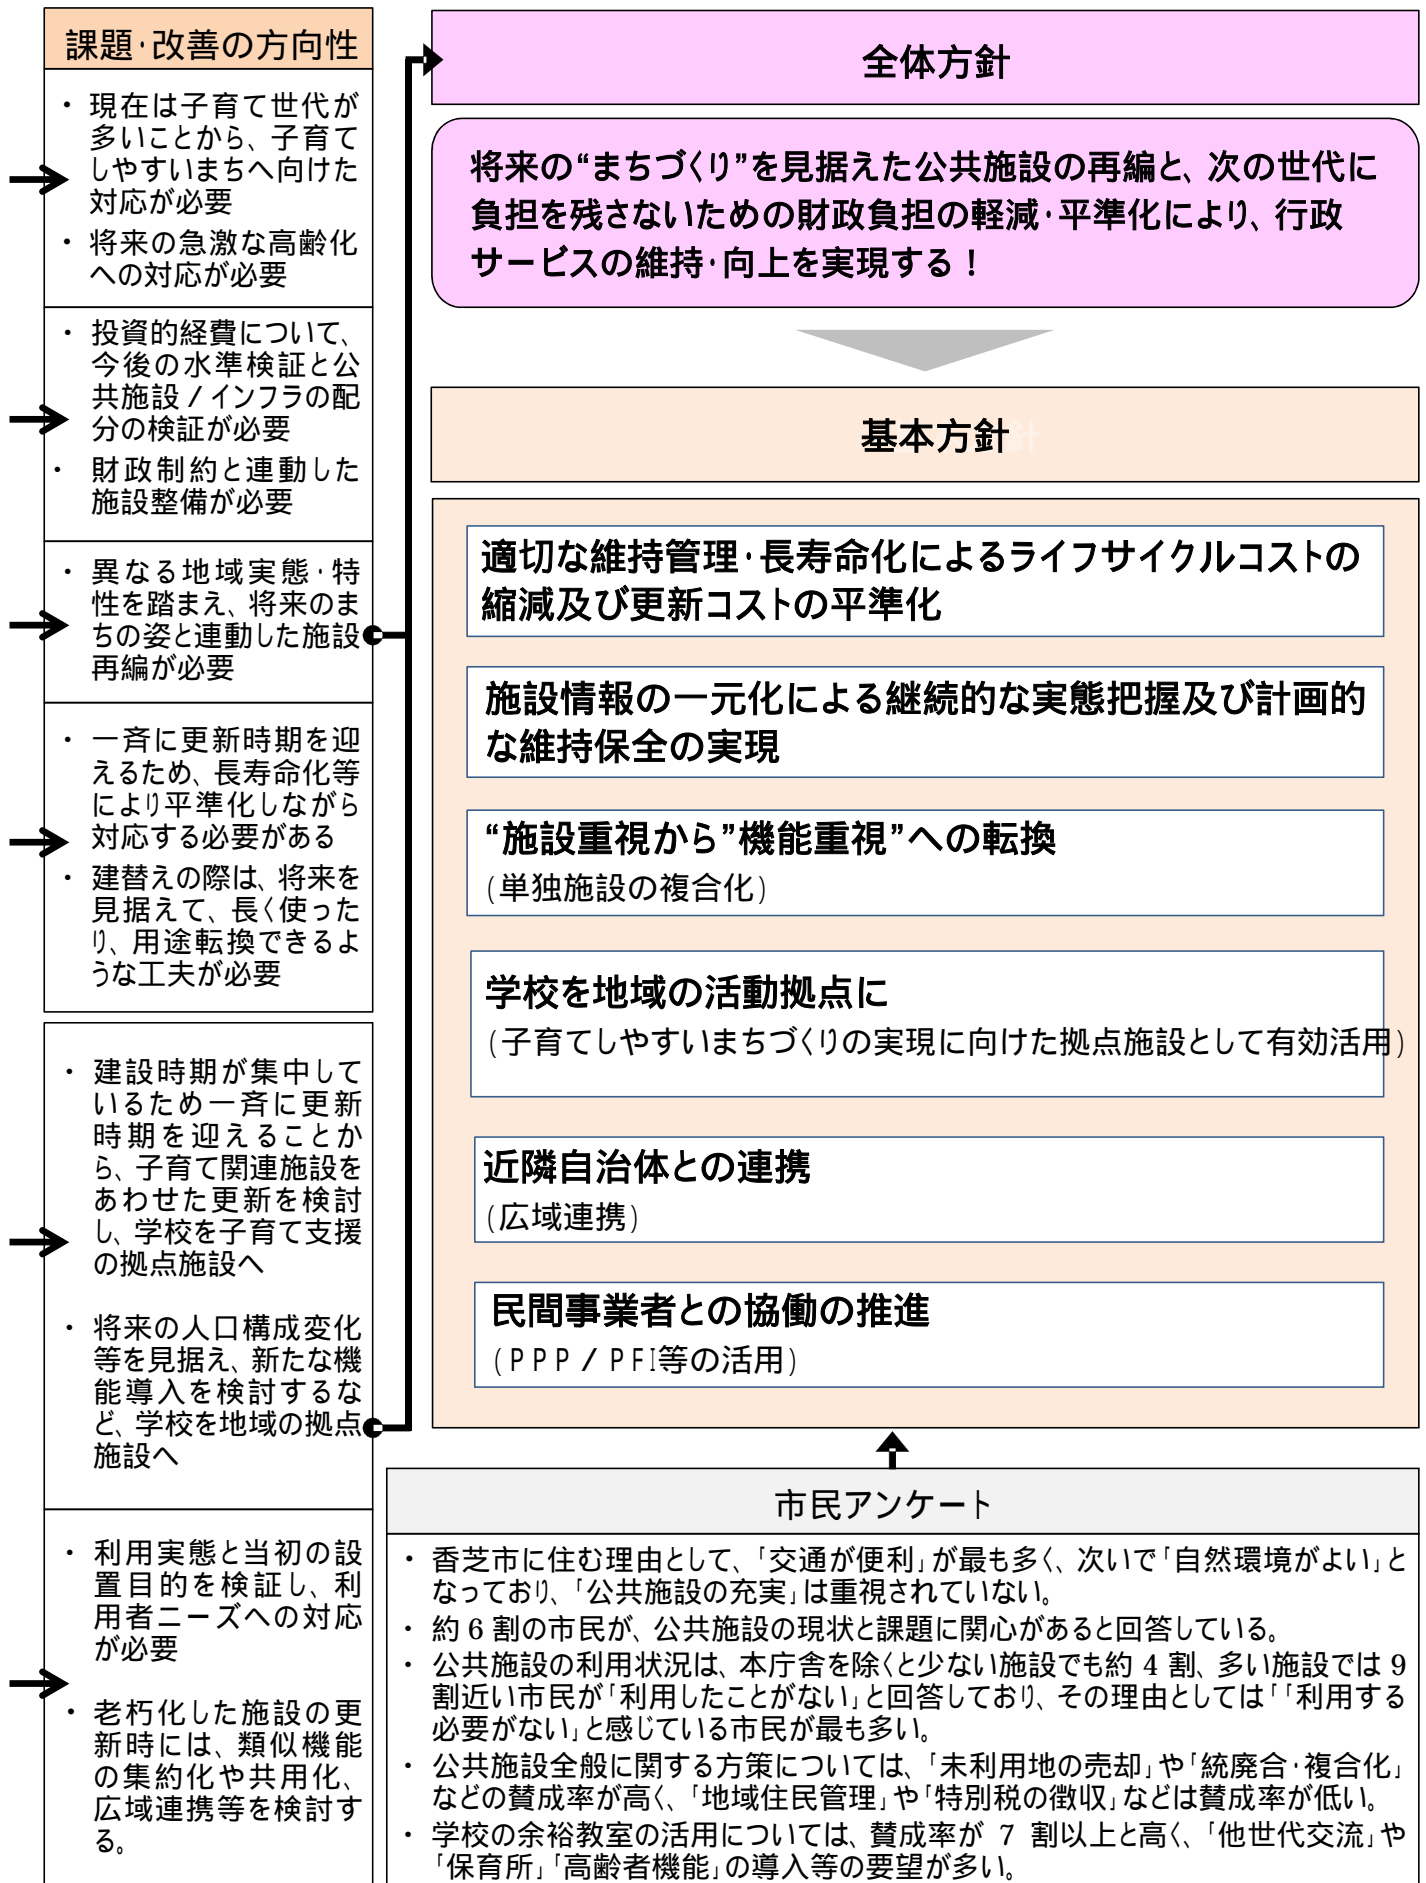 課題・改善の方向性
・ 現在は子育て世代が
多いことから、子育て
しやすいまちへ向けた
対応が必要
・ 将来の急激な高齢化
への対応が必要
・ 投資的経費について、
今後の水準検証と公
共施設／インフラの配
分の検証が必要
・ 財政制約と連動した
施設整備が必要
・ 異なる地域実態・特
性を踏まえ、将来のま
ちの姿と連動した施設
再編が必要
・ 一斉に更新時期を迎
えるため、長寿命化等
により平準化しながら
対応する必要がある
・ 建替えの際は、将来を
見据えて、長く使った
り、用途転換できるよ
うな工夫が必要
・ 建設時期が集中して
いるため一斉に更新
時期を迎えることか
ら、子育て関連施設を
あわせた更新を検討
し、学校を子育て支援
の拠点施設へ
・ 将来の人口構成変化
等を見据え、新たな機
能導入を検討するな
ど、学校を地域の拠点
施設へ
・ 利用実態と当初の設
置目的を検証し、利
用者ニーズへの対応
が必要
・ 老朽化した施設の更
新時には、類似機能
の集約化や共用化、
広域連携等を検討す
る。
全体方針
将来の“まちづくり”を見据えた公共施設の再編と、次の世代に
負担を残さないための財政負担の軽減・平準化により、行政
サービスの維持・向上を実現する！
基本方針
適切な維持管理・長寿命化によるライフサイクルコストの
縮減及び更新コストの平準化
施設情報の一元化による継続的な実態把握及び計画的
な維持保全の実現
“施設重視から”機能重視”への転換
(単独施設の複合化)
学校を地域の活動拠点に
(子育てしやすいまちづくりの実現に向けた拠点施設として有効活用)
近隣自治体との連携
(広域連携)
民間事業者との協働の推進
(ＰＰＰ／ＰＦI等の活用)
市民アンケート
・ 香芝市に住む理由として、「交通が便利」が最も多く、次いで「自然環境がよい」と
なっており、「公共施設の充実」は重視されていない。
・ 約 6 割の市民が、公共施設の現状と課題に関心があると回答している。
・ 公共施設の利用状況は、本庁舎を除くと少ない施設でも約 4 割、多い施設では 9
割近い市民が「利用したことがない」と回答しており、その理由としては「「利用する
必要がない」と感じている市民が最も多い。
・ 公共施設全般に関する方策については、「未利用地の売却」や「統廃合・複合化」
などの賛成率が高く、「地域住民管理」や「特別税の徴収」などは賛成率が低い。
・ 学校の余裕教室の活用については、賛成率が 7 割以上と高く、「他世代交流」や
「保育所」「高齢者機能」の導入等の要望が多い。